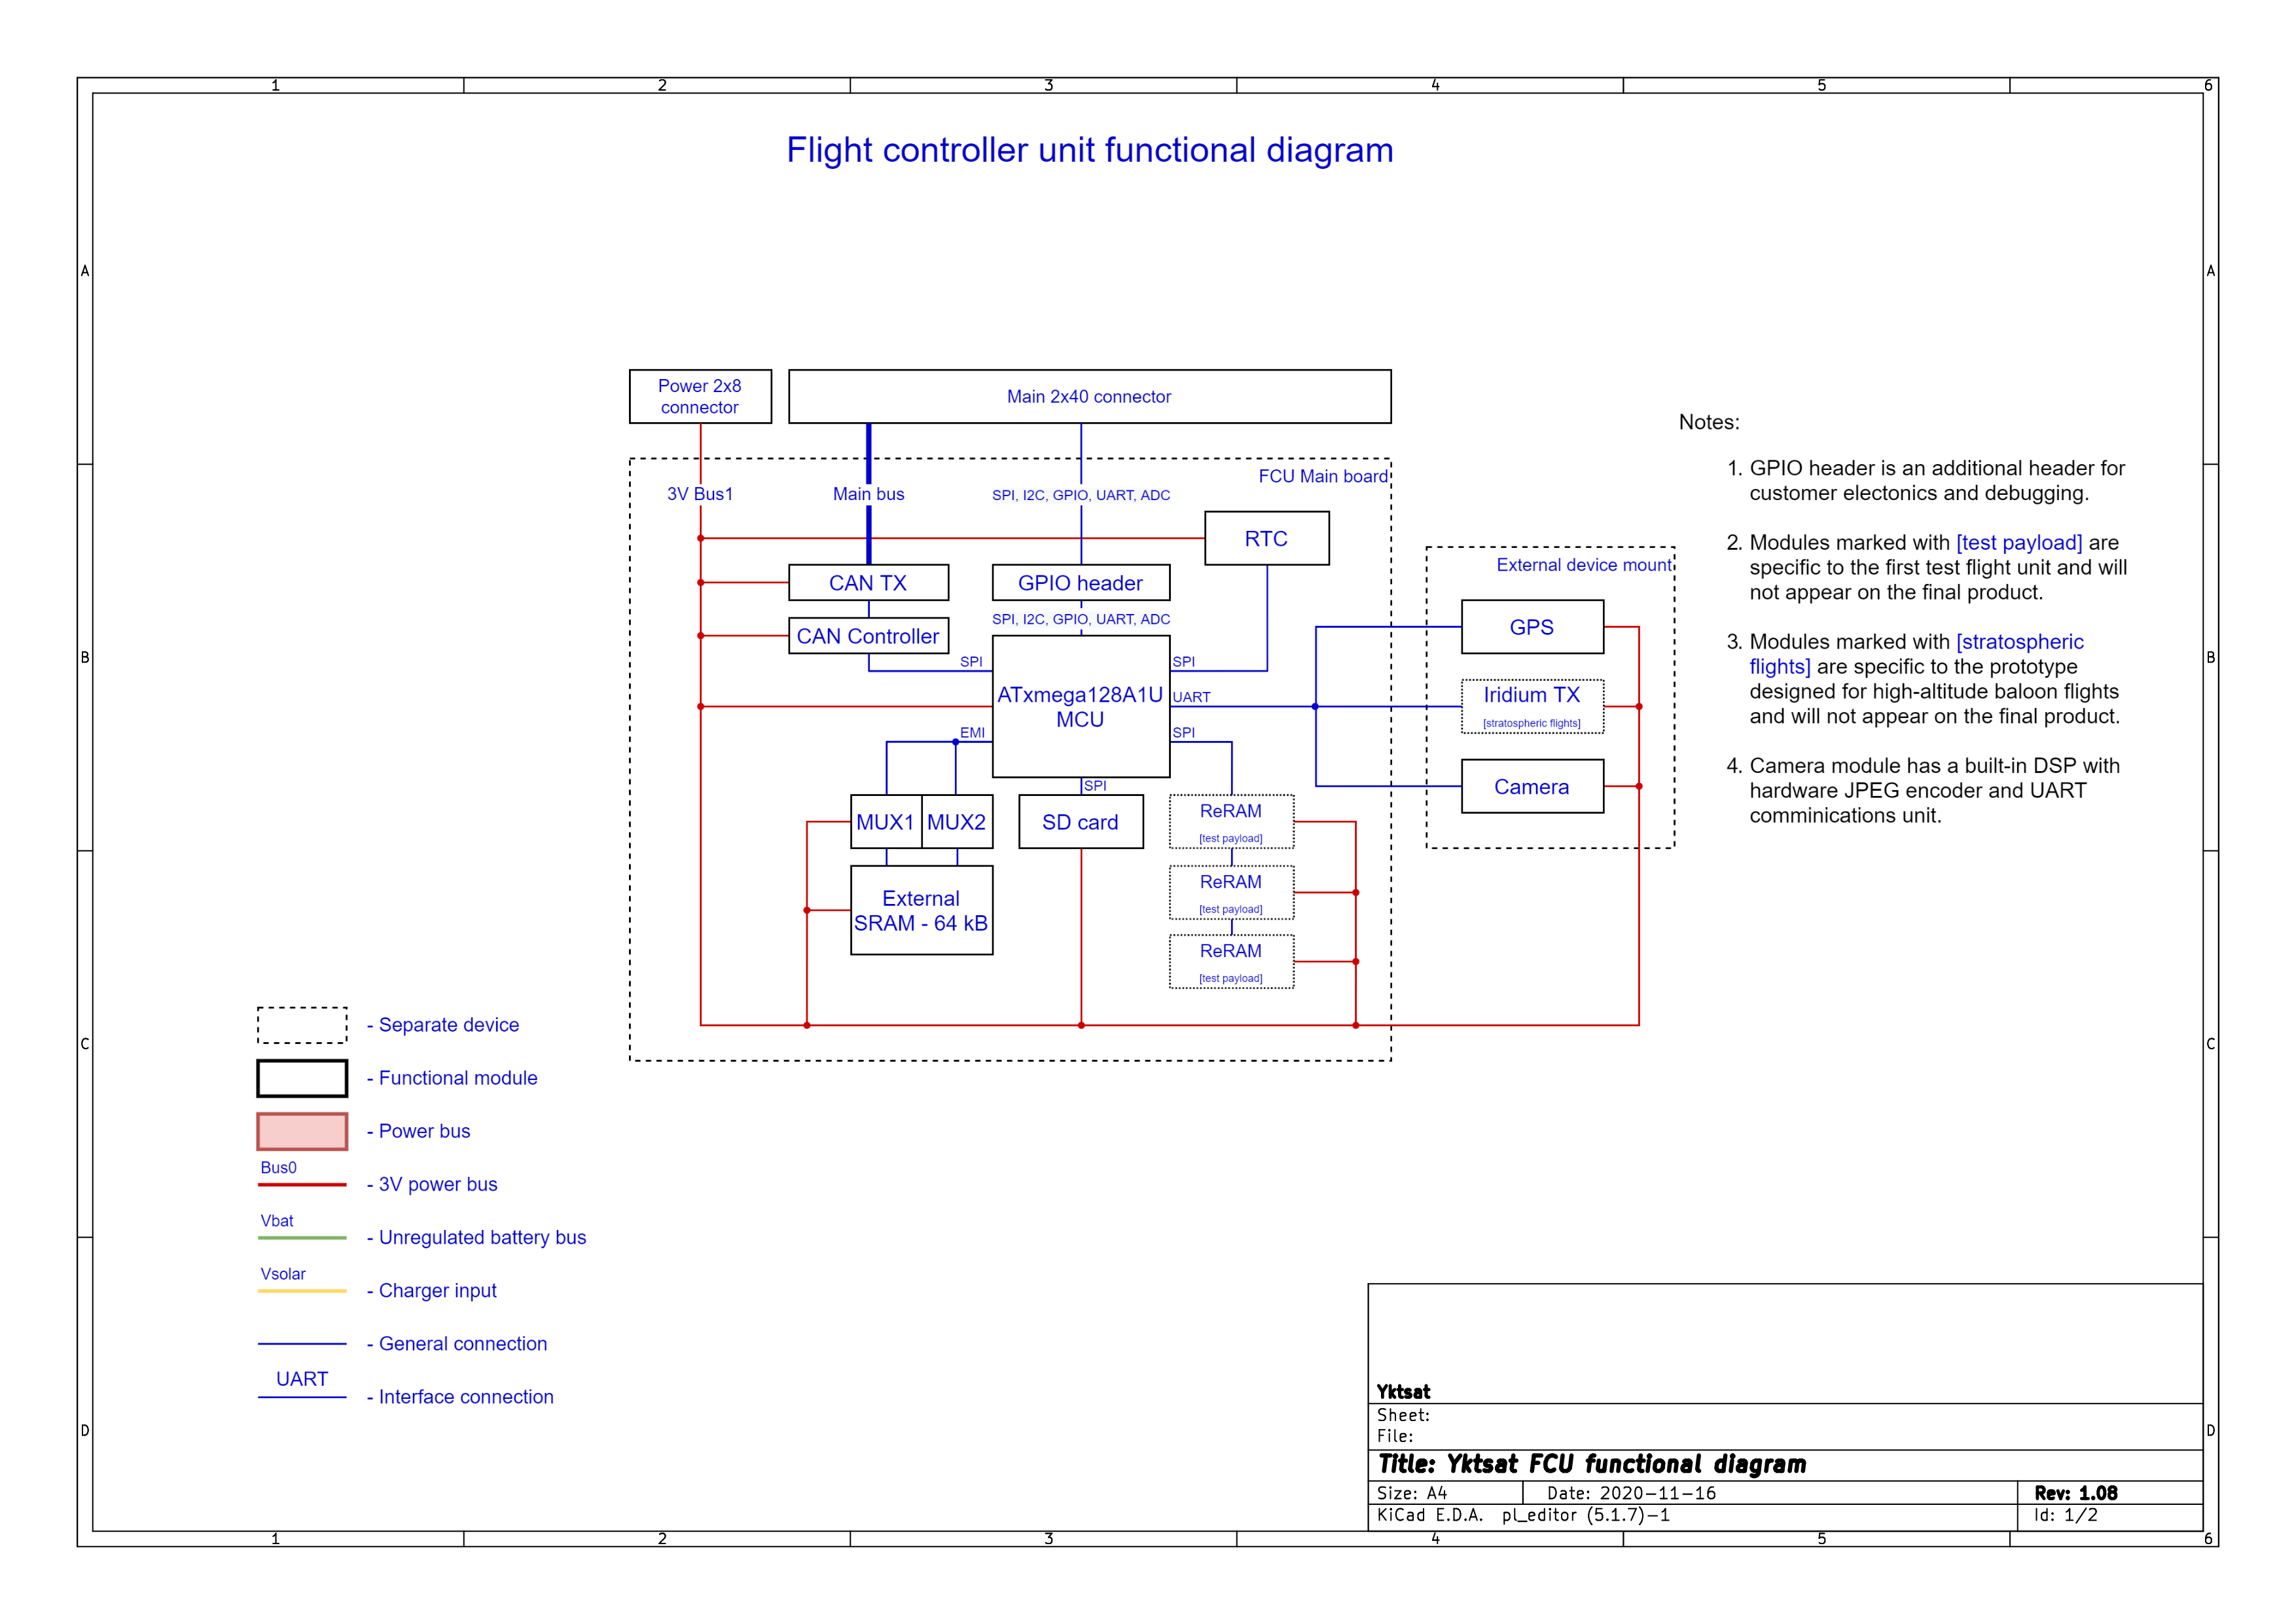 1 2 3 4 5 6
Flight controller unit functional diagram
A A
Power 2x8
connector
Main 2x40 connector
FCU Main board
3V Bus1
Main bus
SPI, I2C, GPIO, UART, ADC
RTC
CAN TX
GPIO header
SPI, I2C, GPIO, UART, ADC
CAN Controller
SPI
SPI
ATxmega128A1U
MCU
UART
EMI
SPI
SPI
MUX1
MUX2
SD card
External
SRAM - 64 kB
ReRAM
[test payload]
ReRAM
[test payload]
ReRAM
[test payload]
External device mount
GPS
Iridium TX
[stratospheric flights]
Camera
Notes:
1. GPIO header is an additional header for
customer electonics and debugging.
2. Modules marked with [test payload] are
specific to the first test flight unit and will
not appear on the final product.
3. Modules marked with [stratospheric
flights] are specific to the prototype
designed for high-altitude baloon flights
and will not appear on the final product.
4. Camera module has a built-in DSP with
hardware JPEG encoder and UART
comminications unit.
B B
C C
- Separate device
- Functional module
- Power bus
Bus0
- 3V power bus
Vbat
- Unregulated battery bus
Vsolar
- Charger input
- General connection
UART
- Interface connection
D D
Yktsat
Sheet:
File:
Title: Yktsat FCU functional diagram
Size: A4 Date: 2020-11-16 Rev: 1.08
KiCad E.D.A. pl_editor (5.1.7)-1 Id: 1/2
1 2 3 4 5 6